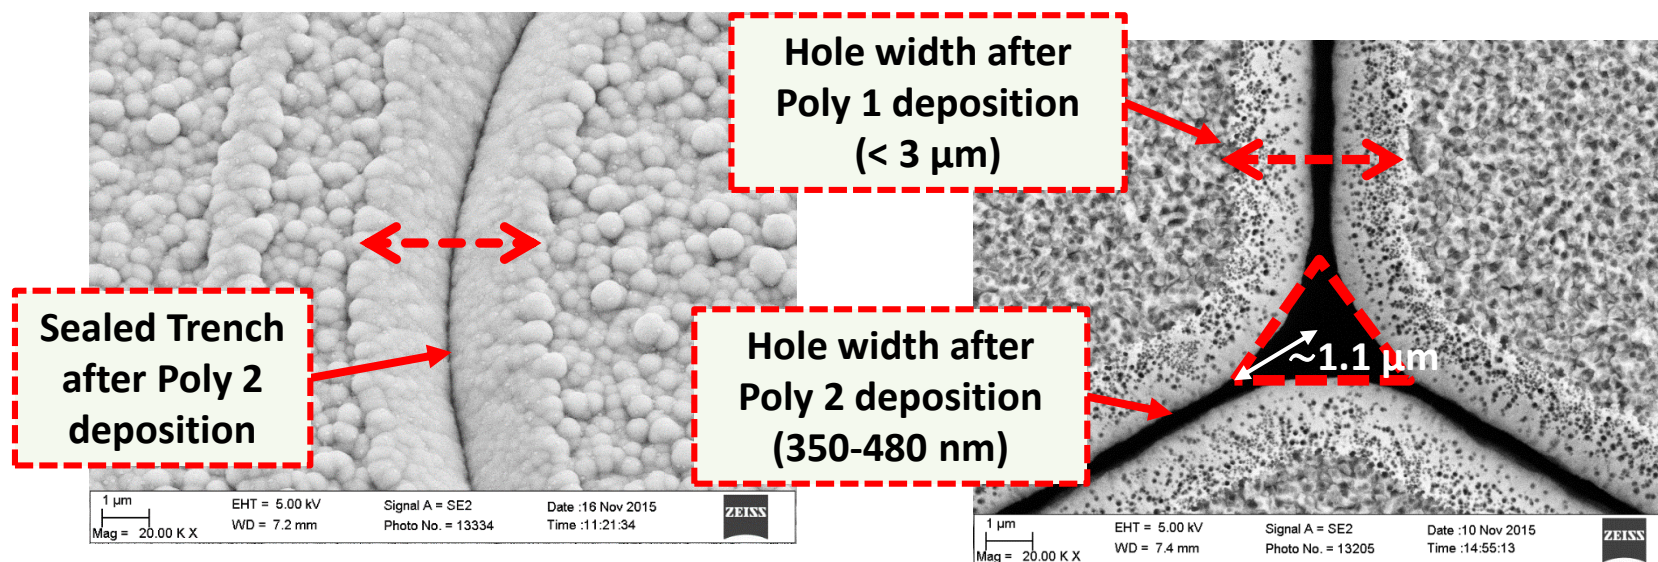 Hole width after
Poly 1 deposition
(< 3 µm)
Sealed Trench
after Poly 2
deposition
Hole width after
Poly 2 deposition
(350-480 nm)
~1.1 µm
1 µm
Mag = 20.00 K X
EHT = 5.00 kV
WD = 7.2 mm
Signal A = SE2
Photo No. = 13334
Date :16 Nov 2015
Time :11:21:34
ZEISS
1 µm
Mag = 20.00 K X
EHT = 5.00 kV
WD = 7.4 mm
Signal A = SE2
Photo No. = 13205
Date :10 Nov 2015
Time :14:55:13
ZEISS